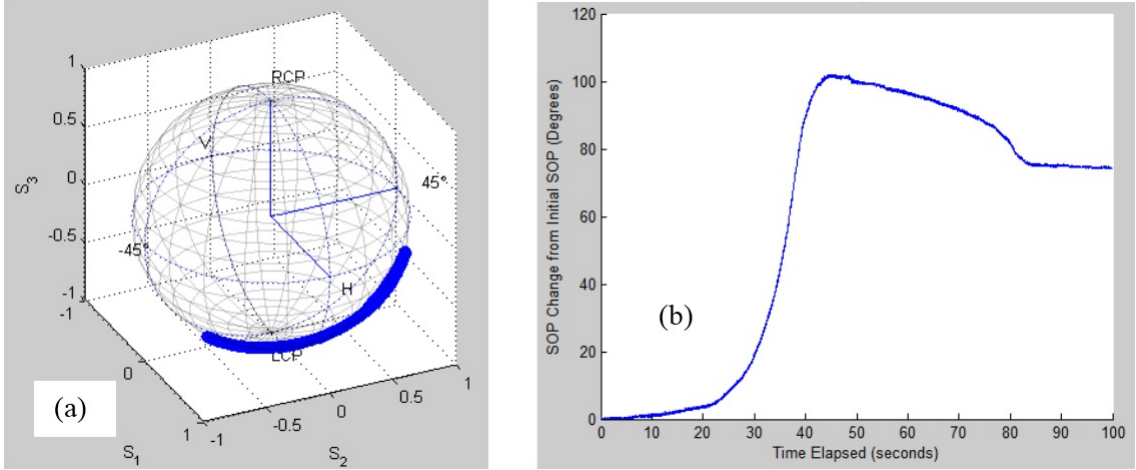 RCP
V
45°
-45°
H
LCP
1
0.5
0
-0.5
-1
S3
-1
0
1
S1
-1
-0.5
0
0.5
1
S2
(a)
120
100
80
60
40
20
0
SOP Change from Initial SOP (Degrees)
0 10 20 30 40 50 60 70 80 90 100
Time Elapsed (seconds)
(b)